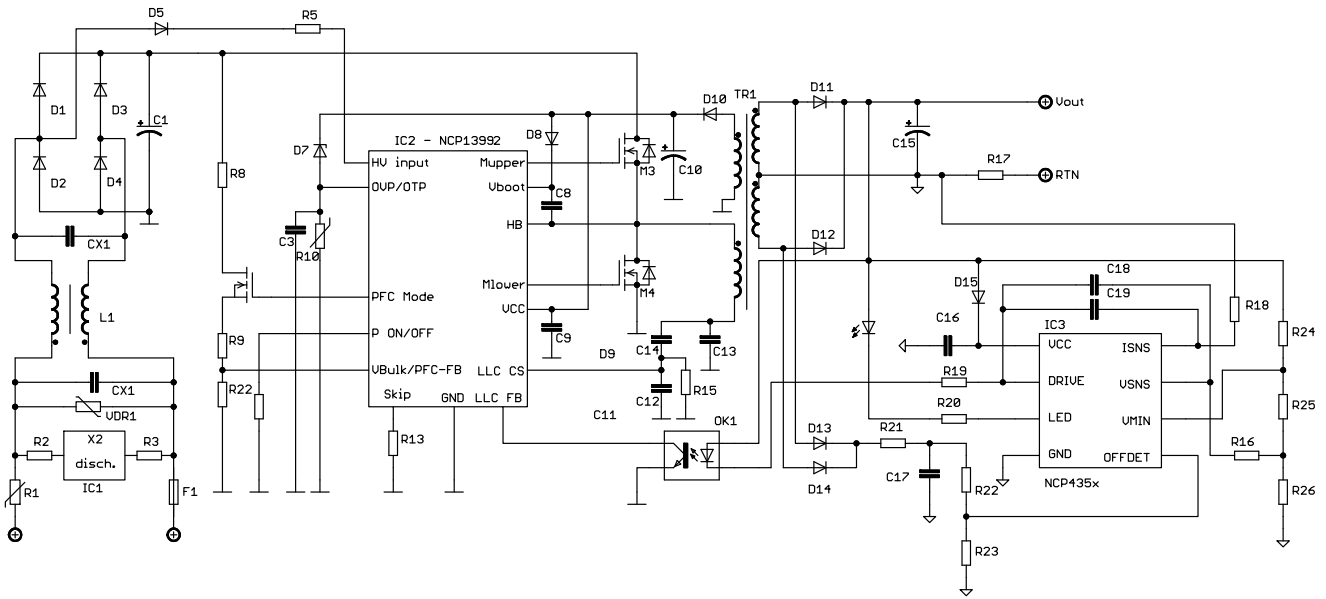 D5
R5
D1
D3
C1
D2
D4
CX1
L1
CX1
VDR1
R2
X2
disch.
R3
IC1
R1
F1
R8
R9
R22
D7
C3
R10
IC2 - NCP13992
HV input
OVP/OTP
PFC Mode
P ON/OFF
VBulk/PFC-FB
Skip
GND
LLC FB
Mupper
Vboot
HB
Mlower
VCC
LLC CS
R13
D8
C8
C9
M3
M4
C10
D10
TR1
D9
C14
C13
C12
R15
C11
OK1
D11
D12
C15
Vout
R17
RTN
D13
D14
R21
C17
R22
R23
D15
C16
C18
C19
R18
R19
R20
IC3
VCC
DRIVE
LED
GND
ISNS
VSNS
VMIN
OFFDET
NCP435x
R24
R25
R16
R26